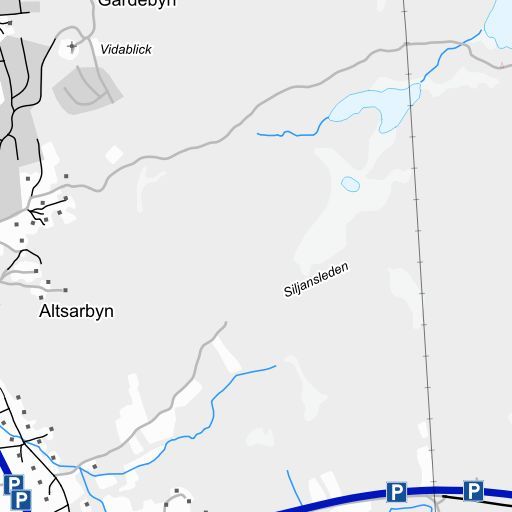 Gärdebyn
Vidablick
Siljansleden
Altsarbyn
P
P
P
P